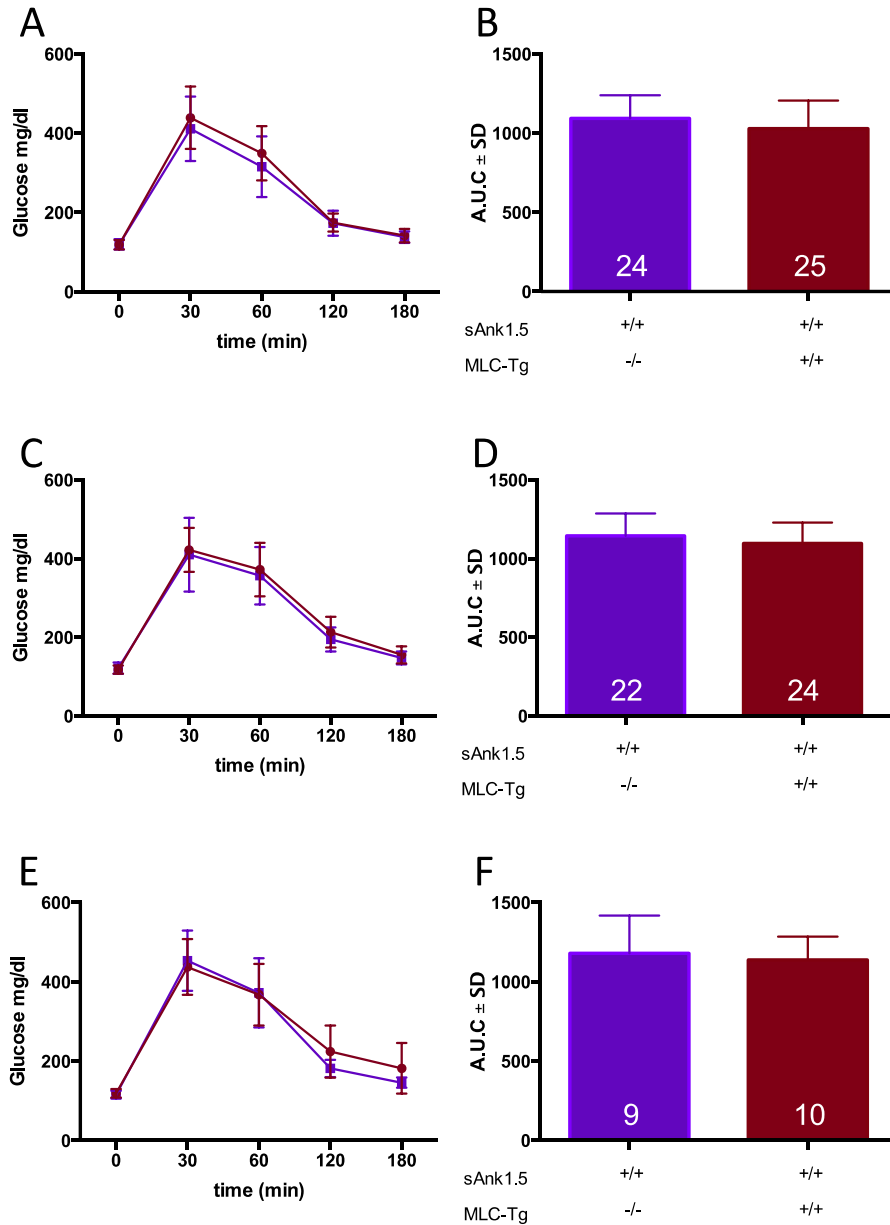 A
Glucose mg/dl
600
400
200
0
0 30 60 120 180
time (min)
B
A.U.C ± SD
1500
1000
500
0
24 25
sAnk1.5 +/+ +/+
MLC-Tg -/- +/+
C
Glucose mg/dl
600
400
200
0
0 30 60 120 180
time (min)
D
A.U.C ± SD
1500
1000
500
0
22 24
sAnk1.5 +/+ +/+
MLC-Tg -/- +/+
E
Glucose mg/dl
600
400
200
0
0 30 60 120 180
time (min)
F
A.U.C ± SD
1500
1000
500
0
9 10
sAnk1.5 +/+ +/+
MLC-Tg -/- +/+